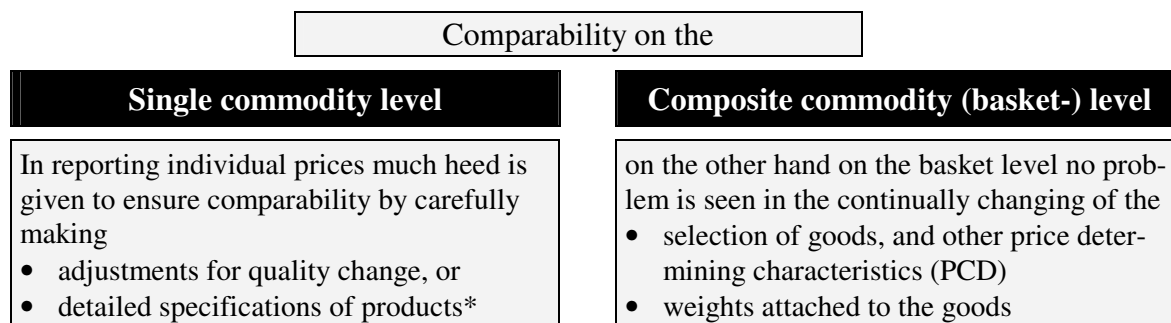 Comparability on the
Single commodity level
In reporting individual prices much heed is
given to ensure comparability by carefully
making
• adjustments for quality change, or
• detailed specifications of products*
Composite commodity (basket-) level
on the other hand on the basket level no prob-
lem is seen in the continually changing of the
• selection of goods, and other price deter-
mining characteristics (PCD)
• weights attached to the goods